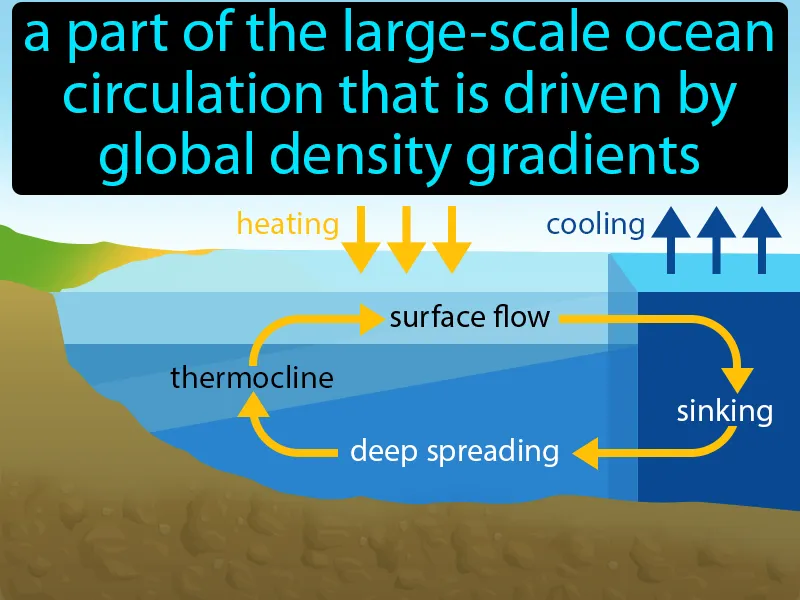 a part of the large-scale ocean
circulation that is driven by
global density gradients
heating
cooling
surface flow
thermocline
sinking
deep spreading